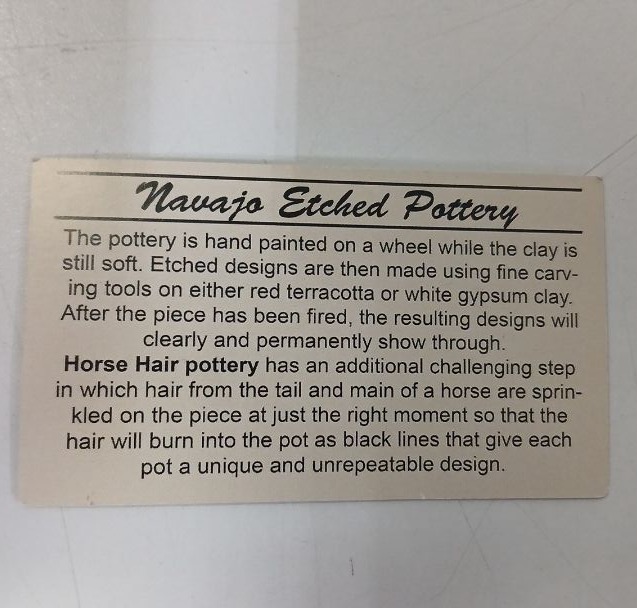 Navajo Etched Pottery
The pottery is hand painted on a wheel while the clay is
still soft. Etched designs are then made using fine carv-
ing tools on either red terracotta or white gypsum clay.
After the piece has been fired, the resulting designs will
clearly and permanently show through.
Horse Hair pottery has an additional challenging step
in which hair from the tail and main of a horse are sprin-
kled on the piece at just the right moment so that the
hair will burn into the pot as black lines that give each
pot a unique and unrepeatable design.